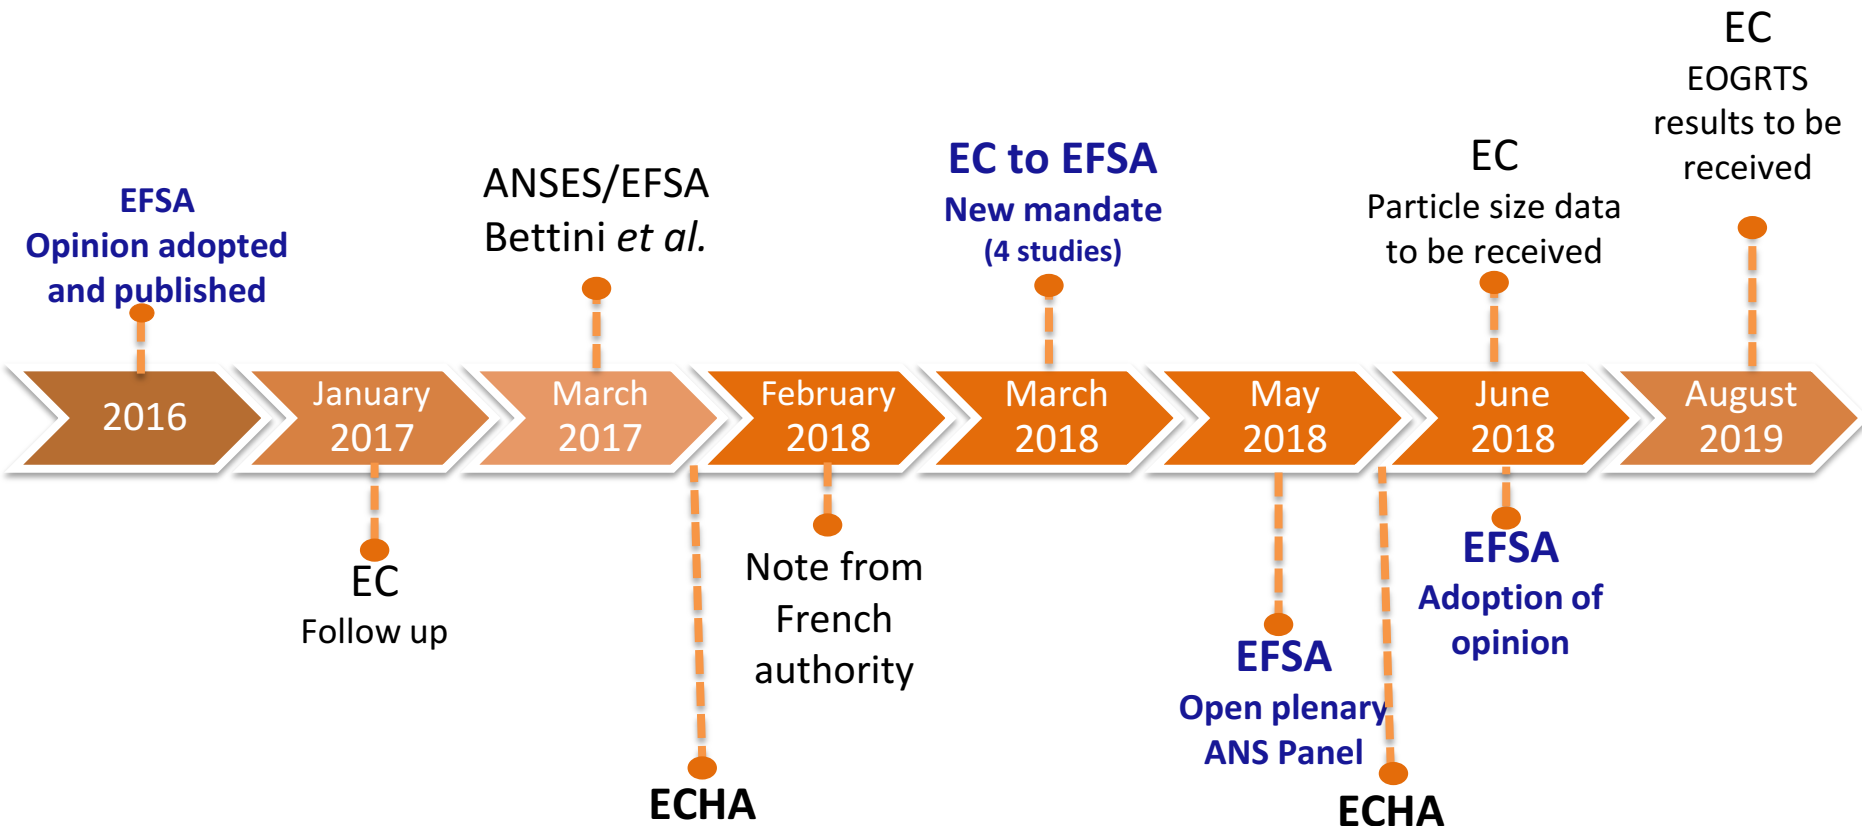 EC
EOGRTS
results to be
received
EC to EFSA
New mandate
(4 studies)
EC
Particle size data
to be received
ANSES/EFSA
Bettini et al.
EFSA
Opinion adopted
and published
2016
January
2017
March
2017
February
2018
March
2018
May
2018
June
2018
August
2019
EC
Follow up
Note from
French
authority
EFSA
Adoption of
opinion
EFSA
Open plenary
ANS Panel
ECHA
ECHA